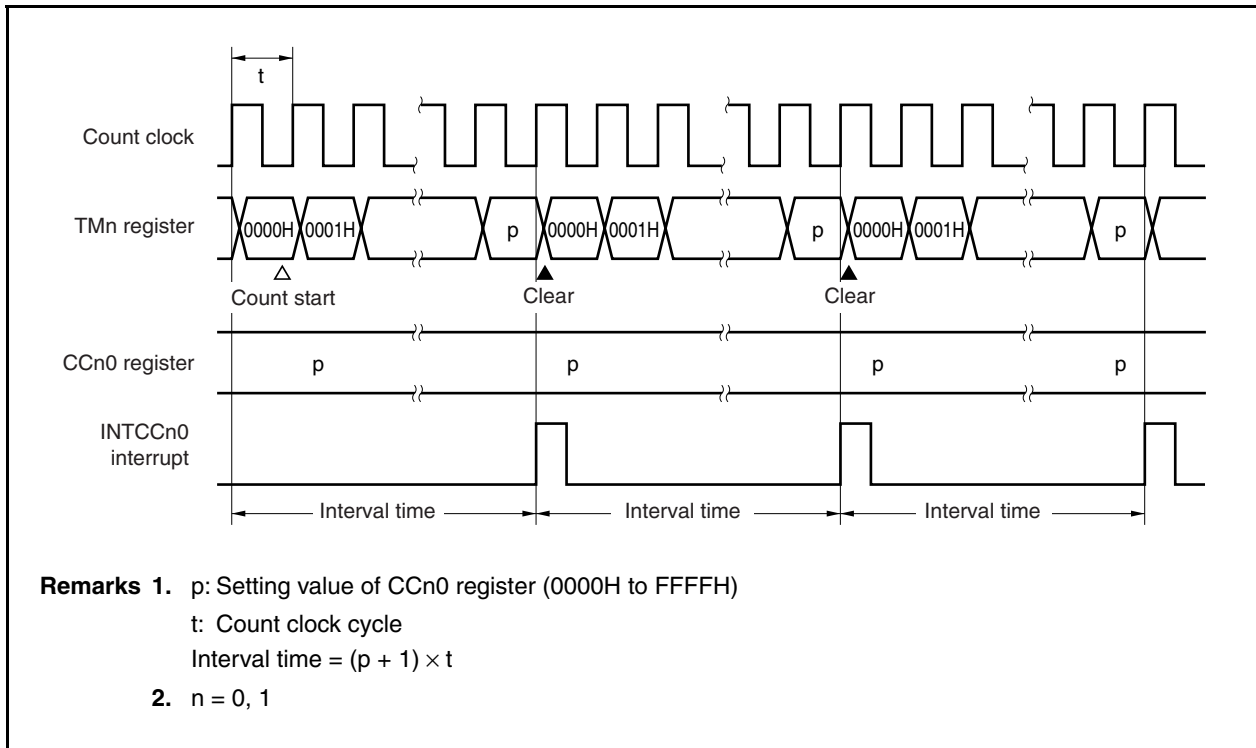 t
Count clock
TMn register
0000H 0001H p 0000H 0001H p 0000H 0001H p
Count start Clear Clear
CCn0 register
p p p p
INTCCn0
interrupt
Interval time Interval time Interval time
Remarks 1. p: Setting value of CCn0 register (0000H to FFFFH)
t: Count clock cycle
Interval time = (p + 1) × t
2. n = 0, 1